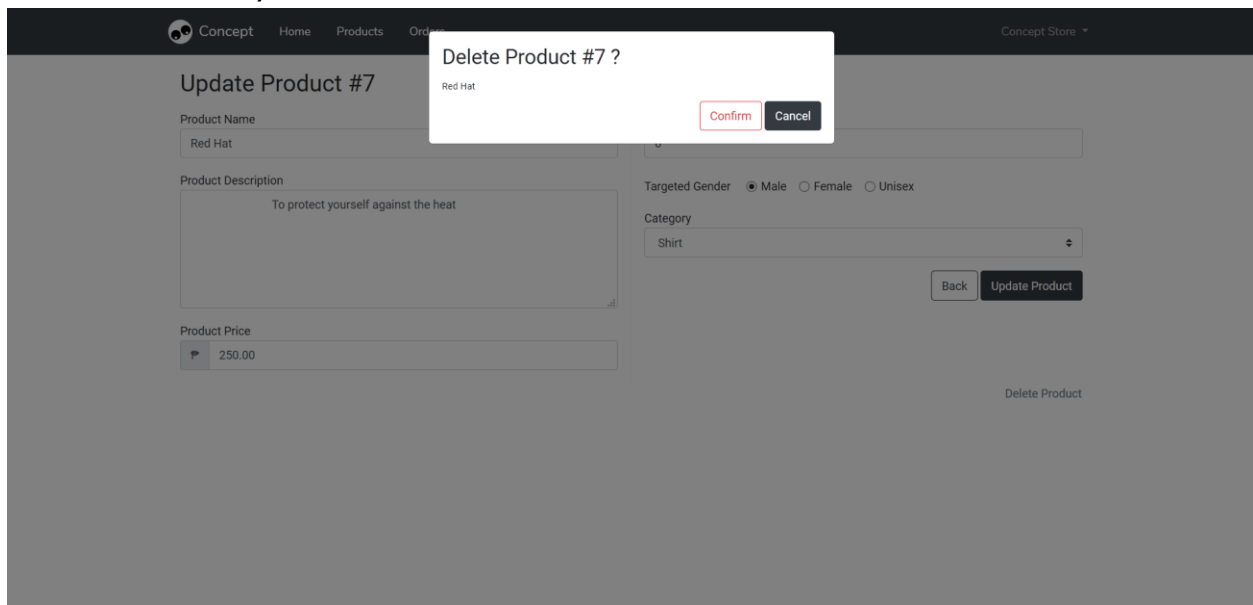 Concept Home Products Orders Concept Store
Delete Product #7 ?
Red Hat
Confirm Cancel
Update Product #7
Product Name
Red Hat
Product Description
To protect yourself against the heat
Product Price
₱ 250.00
Targeted Gender Male Female Unisex
Category
Shirt
Back Update Product
Delete Product